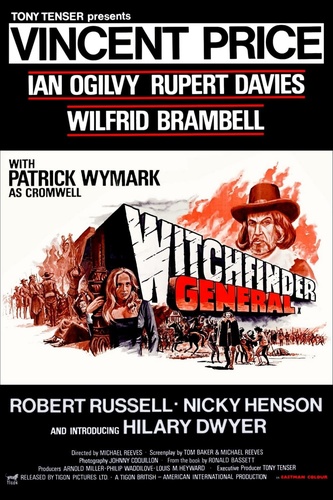 TONY TENSER presents
VINCENT PRICE
IAN OGILVY RUPERT DAVIES
WILFRID BRAMBELL
WITH
PATRICK WYMARK
AS CROMWELL
WITCHFINDER
GENERAL
ROBERT RUSSELL · NICKY HENSON
AND INTRODUCING HILARY DWYER
Directed by MICHAEL REEVES Screenplay by TOM BAKER & MICHAEL REEVES
Photography JOHNNY COQUILLON From the book by RONALD BASSETT
Producers ARNOLD MILLER · PHILIP WADDILOVE · LOUIS M. HEYWARD Executive Producer TONY TENSER
RELEASED BY TIGON PICTURES LTD. A TIGON BRITISH — AMERICAN INTERNATIONAL PRODUCTION
EASTMAN COLOUR